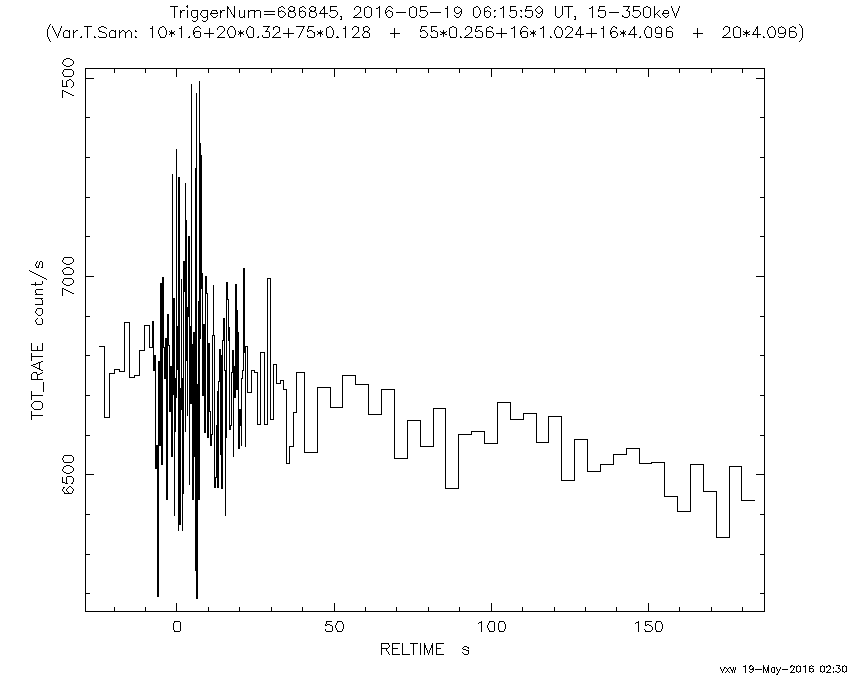 TriggerNum=686845, 2016-05-19 06:15:59 UT, 15-350keV
(Var.T.Sam: 10*1.6+20*0.32+75*0.128 + 55*0.256+16*1.024+16*4.096 + 20*4.096)
7500
7000
6500
TOT_RATE count/s
0 50 100 150
RELTIME s
vxw 19-May-2016 02:30